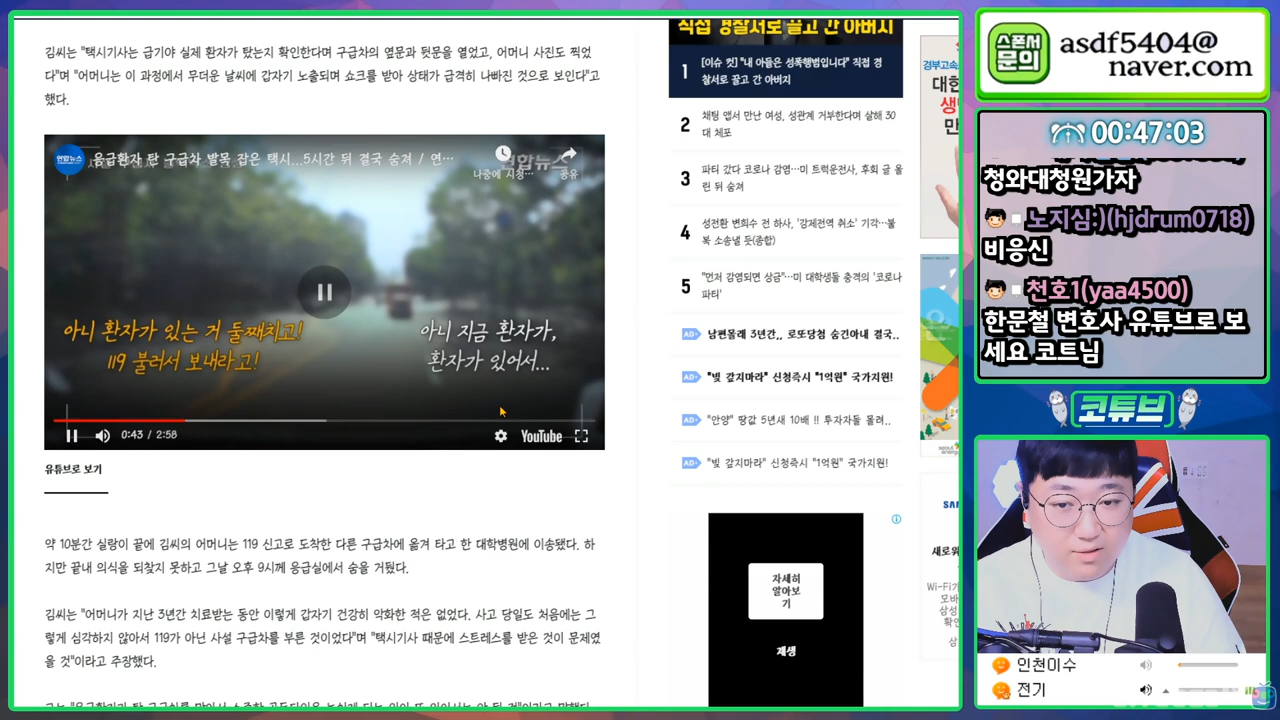 김씨는 "택시기사는 급기야 실제 환자가 탔는지 확인한다며 구급차의 옆문과 뒷문을 열었고, 어머니 사진도 찍었
다"며 "어머니는 이 과정에서 무더운 날씨에 갑자기 노출되며 쇼크를 받아 상태가 급격히 나빠진 것으로 보인다"고
했다.
연합뉴스
응급환자 탄 구급차 발목 잡은 택시...5시간 뒤 결국 숨져 / 연...
나중에 시청...
공유
아니 환자가 있는 거 둘째치고!
119 불러서 보내라고!
아니 지금 환자가,
환자가 있어서...
0:43 / 2:58
YouTube
유튜브로 보기
약 10분간 실랑이 끝에 김씨의 어머니는 119 신고로 도착한 다른 구급차에 옮겨 타고 한 대학병원에 이송됐다. 하
지만 끝내 의식을 되찾지 못하고 그날 오후 9시께 응급실에서 숨을 거뒀다.
김씨는 "어머니가 지난 3년간 치료받는 동안 이렇게 갑자기 건강히 악화한 적은 없었다. 사고 당일도 처음에는 그
렇게 심각하지 않아서 119가 아닌 사설 구급차를 부른 것이었다"며 "택시기사 때문에 스트레스를 받은 것이 문제였
을 것"이라고 주장했다.
직접 경찰서로 끌고 간 아버지
1 [이슈 컷] "내 아들은 성폭행범입니다" 직접 경
찰서로 끌고 간 아버지
2 채팅 앱서 만난 여성, 성관계 거부한다며 살해 30
대 체포
3 파티 갔다 코로나 감염…미 트럭운전사, 후회 글 올
린 뒤 숨져
4 성전환 변희수 전 하사, '강제전역 취소' 기각…불
복 소송낼 듯(종합)
5 "먼저 감염되면 상금"…미 대학생들 충격의 '코로나
파티'
AD 남편몰래 3년간,, 로또당첨 숨긴아내 결국..
AD "빚 갚지마라" 신청즉시 "1억원" 국가지원!
AD "안양" 땅값 5년새 10배 !! 투자자들 몰려..
AD "빚 갚지마라" 신청즉시 "1억원" 국가지원!
자세히
알아보
기
재생
경부고속
대한
생
만
새로워
Wi-Fi기
모바
삼성
확인
삼
스폰서
문의
asdf5404@
naver.com
00:47:03
청와대청원가자
노지심:)(hjdrum0718)
비응신
천호1(yaa4500)
한문철 변호사 유튜브로 보
세요 코트님
코튜브
인천이수
전기